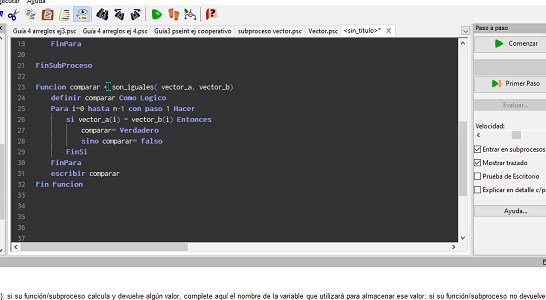 Ejecutar Ayuda
Guía 4 arreglos ej3.psc Guía 4 arreglos ej 4.psc Guia3 pseint ej cooperativo subproceso vector.psc Vector.psc <sin_titulo>*
Paso a paso
19 FinPara
20
21 FinSubProceso
22
23 Funcion comparar <- son_iguales( vector_a, vector_b)
24 definir comparar Como Logico
25 Para i=0 hasta n-1 con paso 1 Hacer
26 si vector_a(i) = vector_b(i) Entonces
27 comparar= Verdadero
28 sino comparar= falso
29 FinSi
30 FinPara
31 escribir comparar
32 Fin Funcion
33
34
35
36
37
Comenzar
Primer Paso
Evaluar...
Velocidad:
Entrar en subprocesos
Mostrar trazado
Prueba de Escritorio
Explicar en detalle c/p
Ayuda...
}: si su función/subproceso calcula y devuelve algún valor, complete aquí el nombre de la variable que utilizará para almacenar ese valor; si su función/subproceso no devuelve